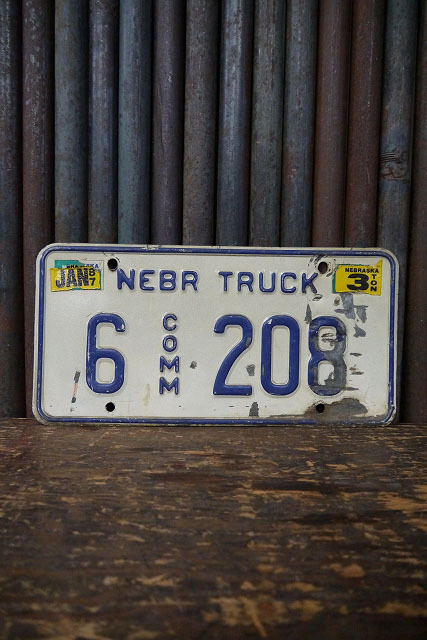 JAN 87
NEBR TRUCK
NEBRASKA
3 TON
6 COMM 208